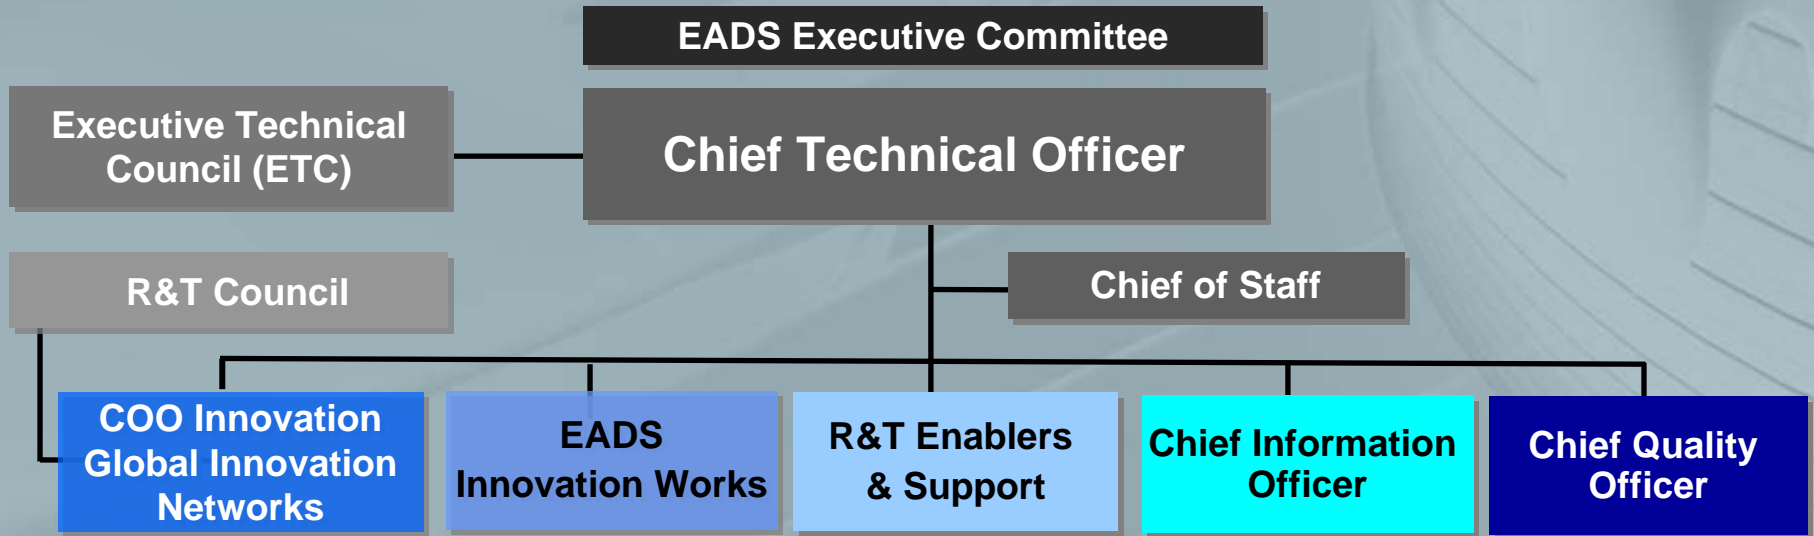 EADS Executive Committee
Executive Technical
Council (ETC)
Chief Technical Officer
R&T Council
Chief of Staff
COO Innovation
Global Innovation
Networks
EADS
Innovation Works
R&T Enablers
& Support
Chief Information
Officer
Chief Quality
Officer